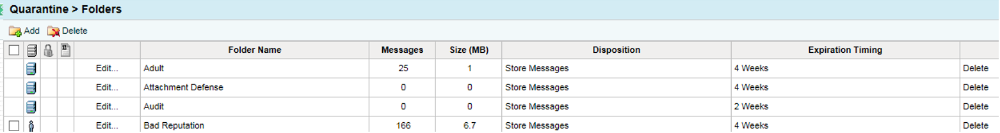 Quarantine > Folders
Add Delete
Folder Name Messages Size (MB) Disposition Expiration Timing
Edit... Adult 25 1 Store Messages 4 Weeks Delete
Edit... Attachment Defense 0 0 Store Messages 4 Weeks Delete
Edit... Audit 0 0 Store Messages 2 Weeks Delete
Edit... Bad Reputation 166 6.7 Store Messages 4 Weeks Delete